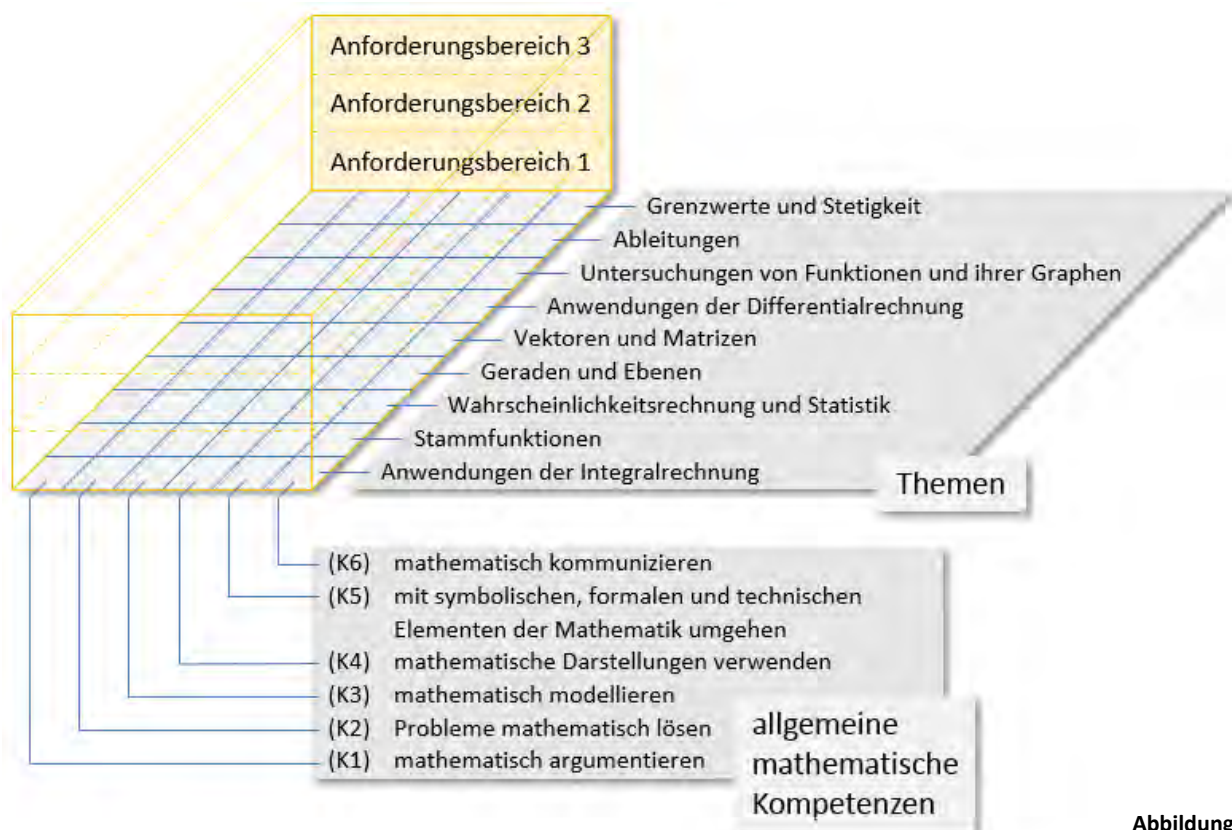 Anforderungsbereich 3
Anforderungsbereich 2
Anforderungsbereich 1
Grenzwerte und Stetigkeit
Ableitungen
Untersuchungen von Funktionen und ihrer Graphen
Anwendungen der Differentialrechnung
Vektoren und Matrizen
Geraden und Ebenen
Wahrscheinlichkeitsrechnung und Statistik
Stammfunktionen
Anwendungen der Integralrechnung
Themen
(K6) mathematisch kommunizieren
(K5) mit symbolischen, formalen und technischen
Elementen der Mathematik umgehen
(K4) mathematische Darstellungen verwenden
(K3) mathematisch modellieren
(K2) Probleme mathematisch lösen
(K1) mathematisch argumentieren
allgemeine
mathematische
Kompetenzen
Abbildung